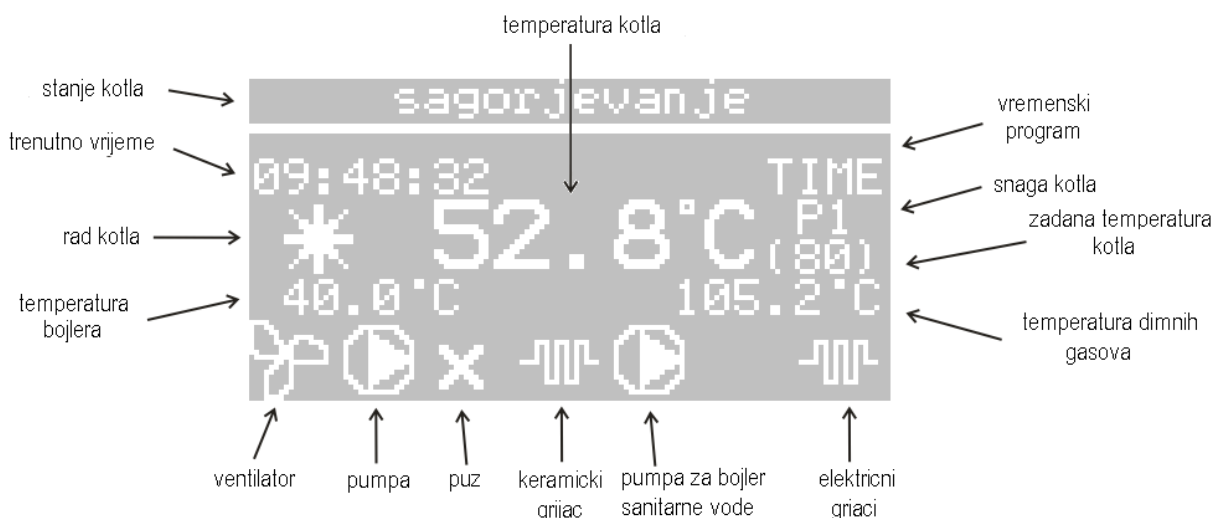 temperatura kotla
stanje kotla
sagorjevanje
vremenski
program
trenutno vrijeme
09:48:32
TIME
snaga kotla
P1
52.8°C
rad kotla
zadana temperatura
kotla
(80)
temperatura
bojlera
40.0°C
105.2°C
temperatura dimnih
gasova
ventilator
pumpa
puz
keramicki
grijac
pumpa za bojler
sanitarne vode
elektricni
grjaci